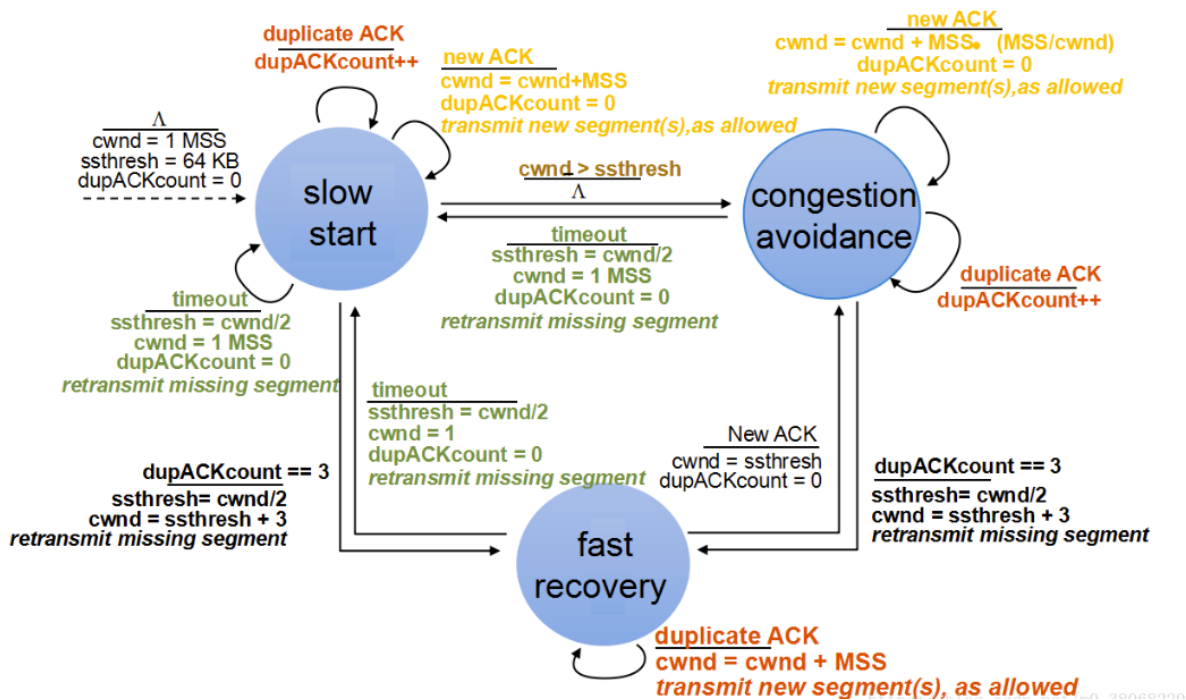 duplicate ACK
dupACKcount++
new ACK
cwnd = cwnd+MSS
dupACKcount = 0
transmit new segment(s),as allowed
new ACK
cwnd = cwnd + MSS• (MSS/cwnd)
dupACKcount = 0
transmit new segment(s),as allowed
Λ
cwnd = 1 MSS
ssthresh = 64 KB
dupACKcount = 0
slow
start
cwnd > ssthresh
Λ
congestion
avoidance
timeout
ssthresh = cwnd/2
cwnd = 1 MSS
dupACKcount = 0
retransmit missing segment
duplicate ACK
dupACKcount++
timeout
ssthresh = cwnd/2
cwnd = 1 MSS
dupACKcount = 0
retransmit missing segment
timeout
ssthresh = cwnd/2
cwnd = 1
dupACKcount = 0
retransmit missing segment
New ACK
cwnd = ssthresh
dupACKcount = 0
dupACKcount == 3
ssthresh= cwnd/2
cwnd = ssthresh + 3
retransmit missing segment
dupACKcount == 3
ssthresh= cwnd/2
cwnd = ssthresh + 3
retransmit missing segment
fast
recovery
duplicate ACK
cwnd = cwnd + MSS
transmit new segment(s), as allowed